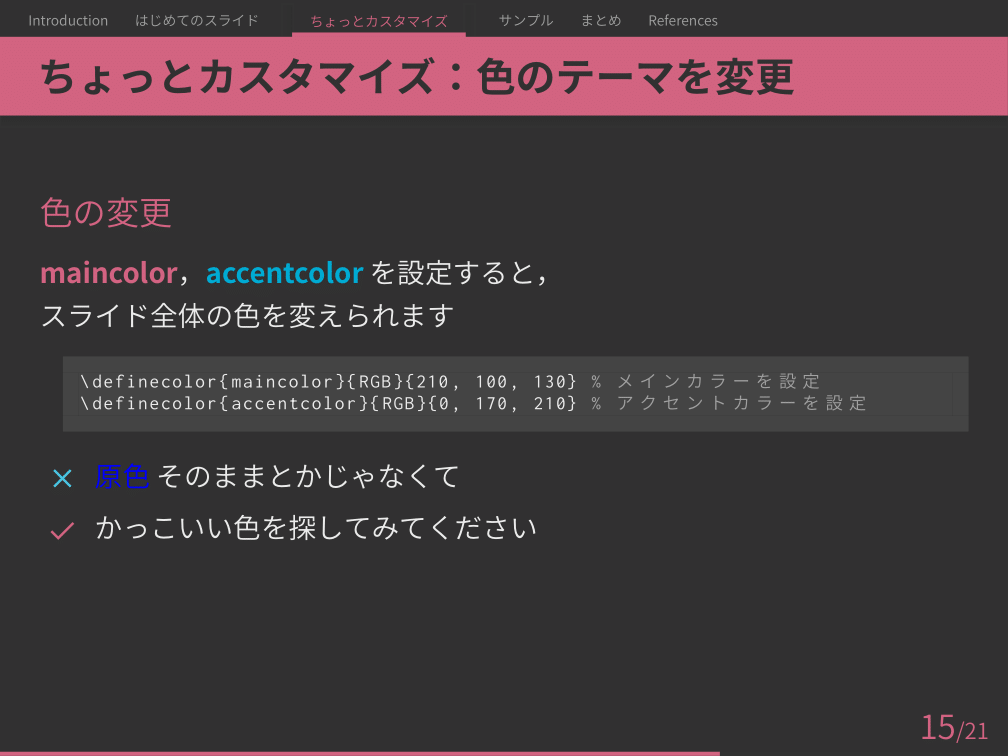 Introduction はじめてのスライド ちょっとカスタマイズ サンプル まとめ References
ちょっとカスタマイズ：色のテーマを変更
色の変更
maincolor，accentcolor を設定すると，
スライド全体の色を変えられます
\definecolor{maincolor}{RGB}{210, 100, 130} % メインカラーを設定
\definecolor{accentcolor}{RGB}{0, 170, 210} % アクセントカラーを設定
× 原色 そのままとかじゃなくて
✓ かっこいい色を探してみてください
15/21